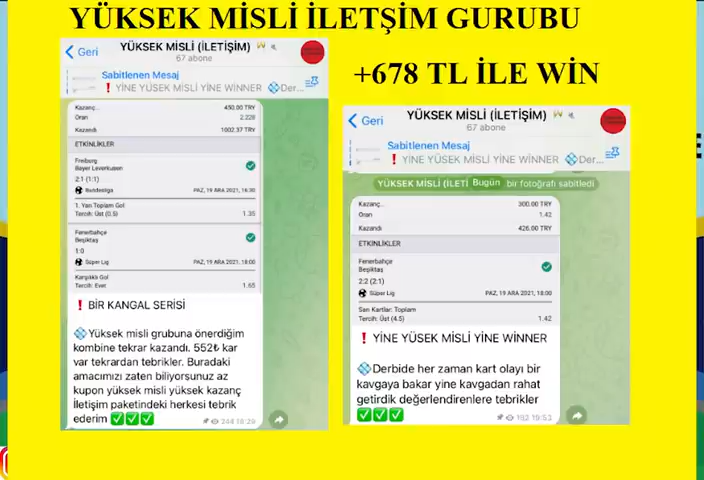 YÜKSEK MİSLİ İLETŞİM GURUBU
+678 TL İLE WİN
Geri
YÜKSEK MİSLİ (İLETİŞİM)
67 abone
Sabitlenen Mesaj
❗ YİNE YÜSEK MİSLİ YİNE WINNER 💠Der...
Kazanç... 450.00 TRY
Oran 2.228
Kazandı 1002.37 TRY
ETKİNLİKLER
Freiburg
Bayer Leverkusen
2:1 (1:1)
Bundesliga PAZ, 19 ARA 2021, 16:30
1. Yarı Toplam Gol
Tercih: Üst (0.5) 1.35
Fenerbahçe
Beşiktaş
1:0
Süper Lig PAZ, 19 ARA 2021, 18:00
Karşılıklı Gol
Tercih: Evet 1.65
❗ BİR KANGAL SERİSİ
💠Yüksek misli grubuna önerdiğim
kombine tekrar kazandı. 552₺ kar
var tekrardan tebrikler. Buradaki
amacımızı zaten biliyorsunuz az
kupon yüksek misli yüksek kazanç
İletişim paketindeki herkesi tebrik
ederim ✅✅✅
244 18:29
Geri
YÜKSEK MİSLİ (İLETİŞİM)
67 abone
Sabitlenen Mesaj
❗ YİNE YÜSEK MİSLİ YİNE WINNER 💠Der...
YÜKSEK MİSLİ (İLETİ Bugün bir fotoğrafı sabitledi
Kazanç... 300.00 TRY
Oran 1.42
Kazandı 426.00 TRY
ETKİNLİKLER
Fenerbahçe
Beşiktaş
2:2 (2:1)
Süper Lig PAZ, 19 ARA 2021, 18:00
Sarı Kartlar: Toplam
Tercih: Üst (4.5) 1.42
❗ YİNE YÜSEK MİSLİ YİNE WINNER
💠Derbide her zaman kart olayı bir
kavgaya bakar yine kavgadan rahat
getirdik değerlendirenlere tebrikler
✅✅✅
192 19:53